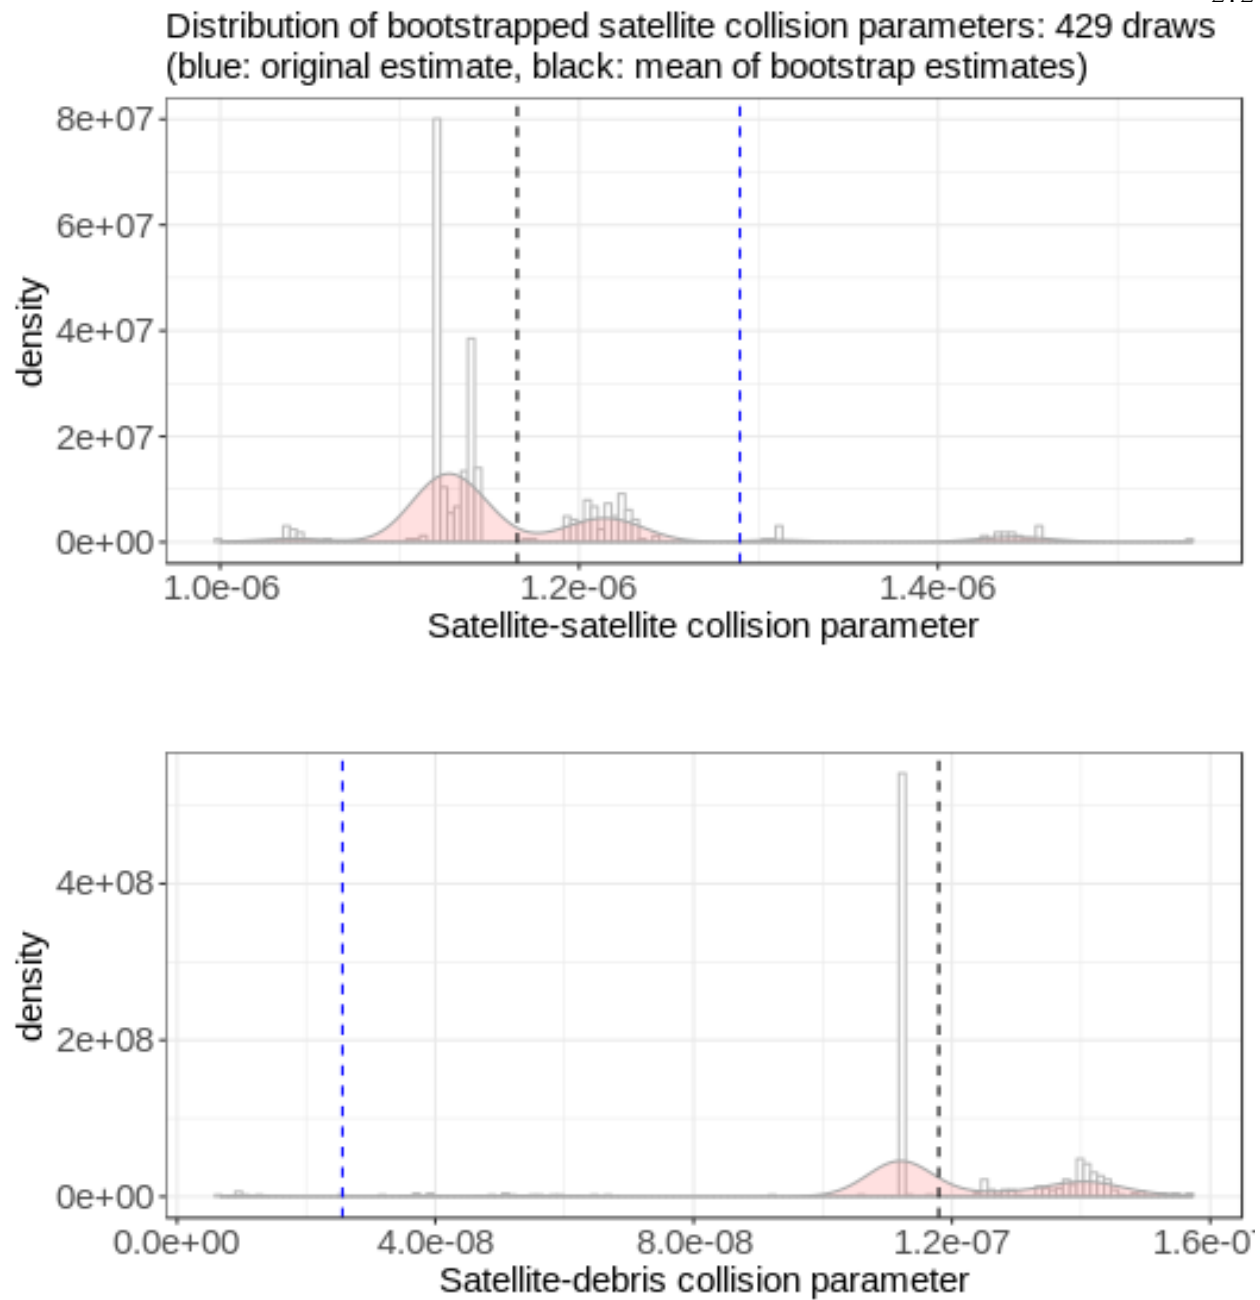 Distribution of bootstrapped satellite collision parameters: 429 draws
(blue: original estimate, black: mean of bootstrap estimates)
8e+07
6e+07
4e+07
2e+07
0e+00
density
1.0e-06 1.2e-06 1.4e-06
Satellite-satellite collision parameter
4e+08
2e+08
0e+00
density
0.0e+00 4.0e-08 8.0e-08 1.2e-07
Satellite-debris collision parameter